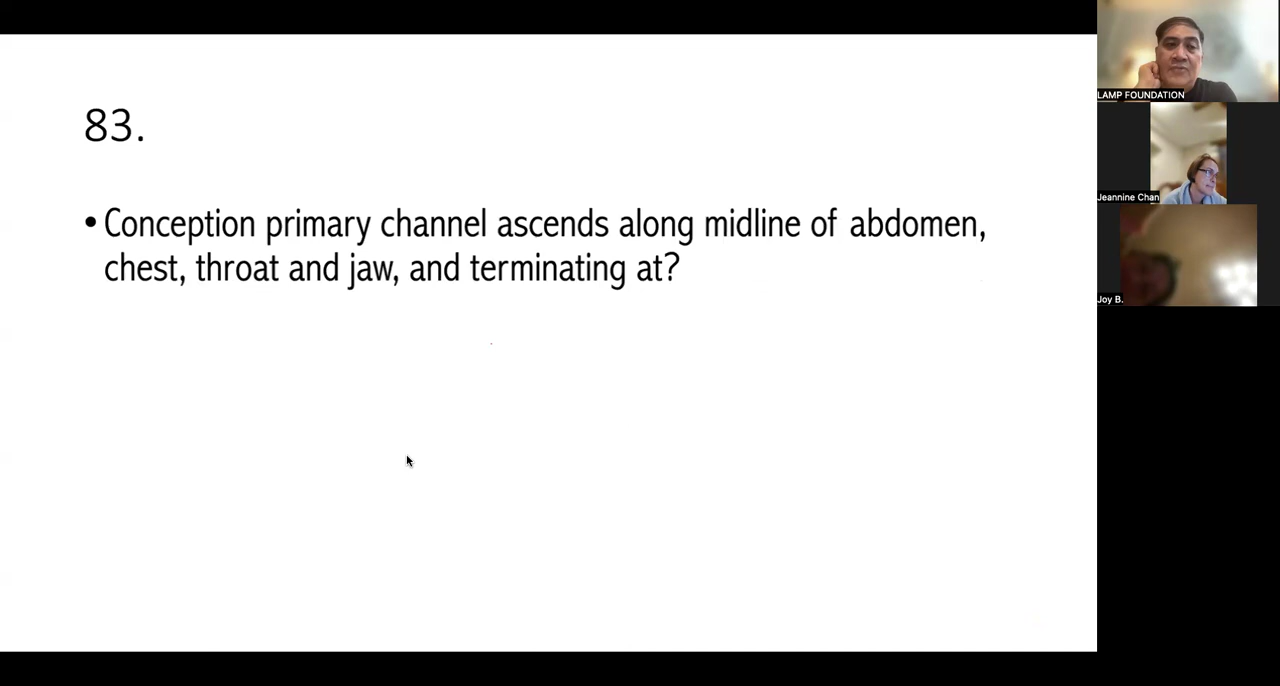 83.
• Conception primary channel ascends along midline of abdomen,
chest, throat and jaw, and terminating at?
LAMP FOUNDATION
Jeannine Chan
Joy B.